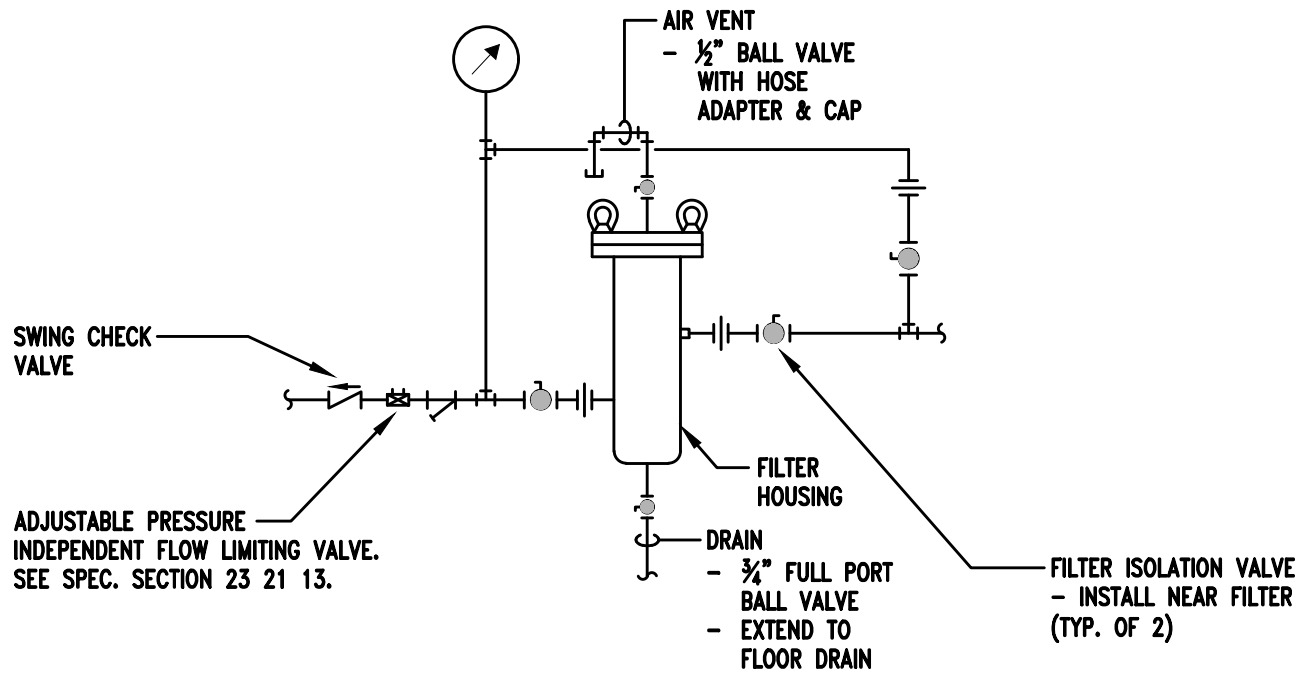 AIR VENT
- ½" BALL VALVE
WITH HOSE
ADAPTER & CAP
SWING CHECK
VALVE
FILTER
HOUSING
ADJUSTABLE PRESSURE
INDEPENDENT FLOW LIMITING VALVE.
SEE SPEC. SECTION 23 21 13.
DRAIN
- ¾" FULL PORT
BALL VALVE
- EXTEND TO
FLOOR DRAIN
FILTER ISOLATION VALVE
- INSTALL NEAR FILTER
(TYP. OF 2)